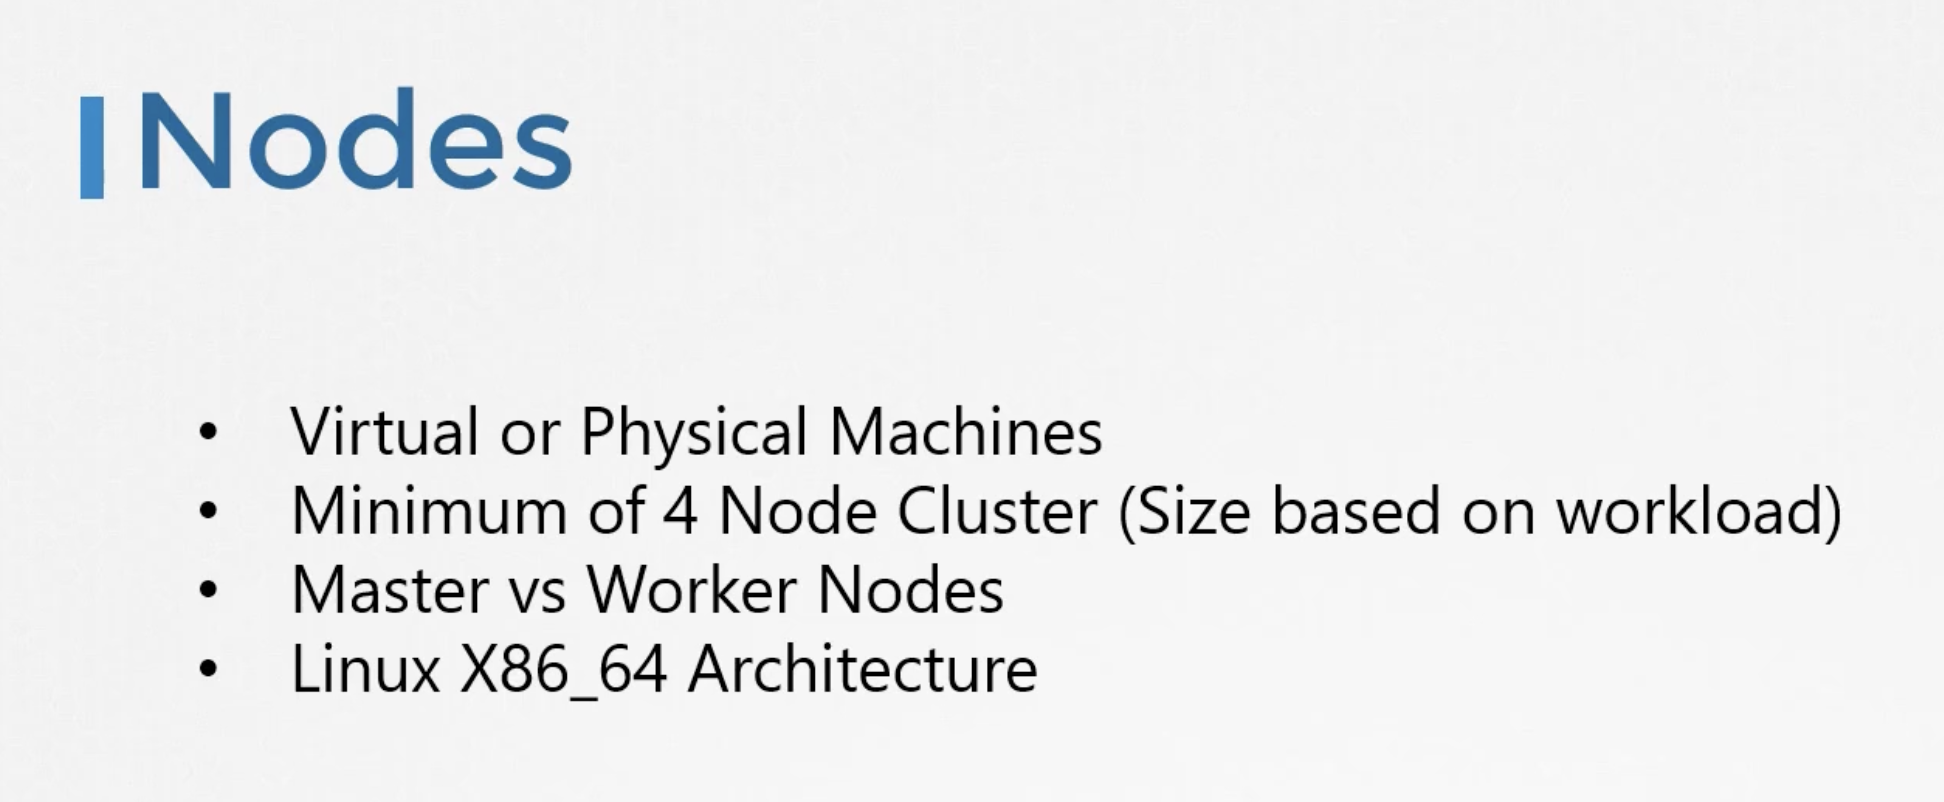 Nodes
• Virtual or Physical Machines
• Minimum of 4 Node Cluster (Size based on workload)
• Master vs Worker Nodes
• Linux X86_64 Architecture